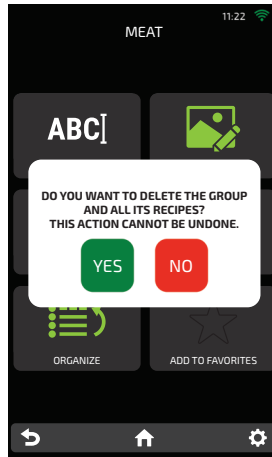 11:22
MEAT
ABC
DO YOU WANT TO DELETE THE GROUP
AND ALL ITS RECIPES?
THIS ACTION CANNOT BE UNDONE.
YES NO
ORGANIZE ADD TO FAVORITES